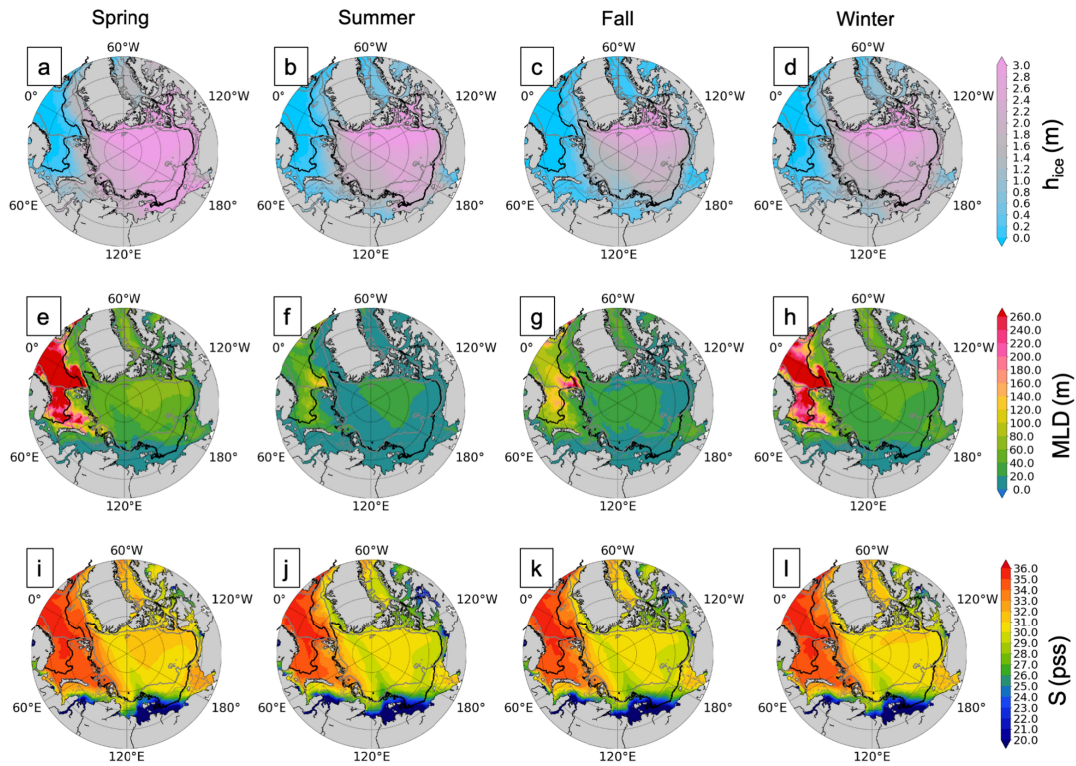 Spring Summer Fall Winter
60°W 60°W 60°W 60°W
a b c d
0° 120°W 0° 120°W 0° 120°W 0° 120°W
60°E 180° 60°E 180° 60°E 180° 60°E 180°
120°E 120°E 120°E 120°E
3.0
2.8
2.6
2.4
2.2
2.0
1.8
1.6
1.4
1.2
1.0
0.8
0.6
0.4
0.2
0.0
hice (m)
60°W 60°W 60°W 60°W
e f g h
0° 120°W 0° 120°W 0° 120°W 0° 120°W
60°E 180° 60°E 180° 60°E 180° 60°E 180°
120°E 120°E 120°E 120°E
260.0
240.0
220.0
200.0
180.0
160.0
140.0
120.0
100.0
80.0
60.0
40.0
20.0
0.0
MLD (m)
60°W 60°W 60°W 60°W
i j k l
0° 120°W 0° 120°W 0° 120°W 0° 120°W
60°E 180° 60°E 180° 60°E 180° 60°E 180°
120°E 120°E 120°E 120°E
36.0
35.0
34.0
33.0
32.0
31.0
30.0
29.0
28.0
27.0
26.0
25.0
24.0
23.0
22.0
21.0
20.0
S (pss)